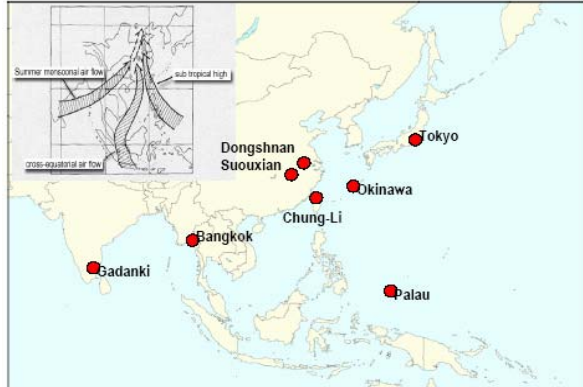 Summer monsoonal air flow
sub tropical high
cross-equatorial air flow
Tokyo
Dongshnan
Suouxian
Okinawa
Chung-Li
Bangkok
Gadanki
Palau